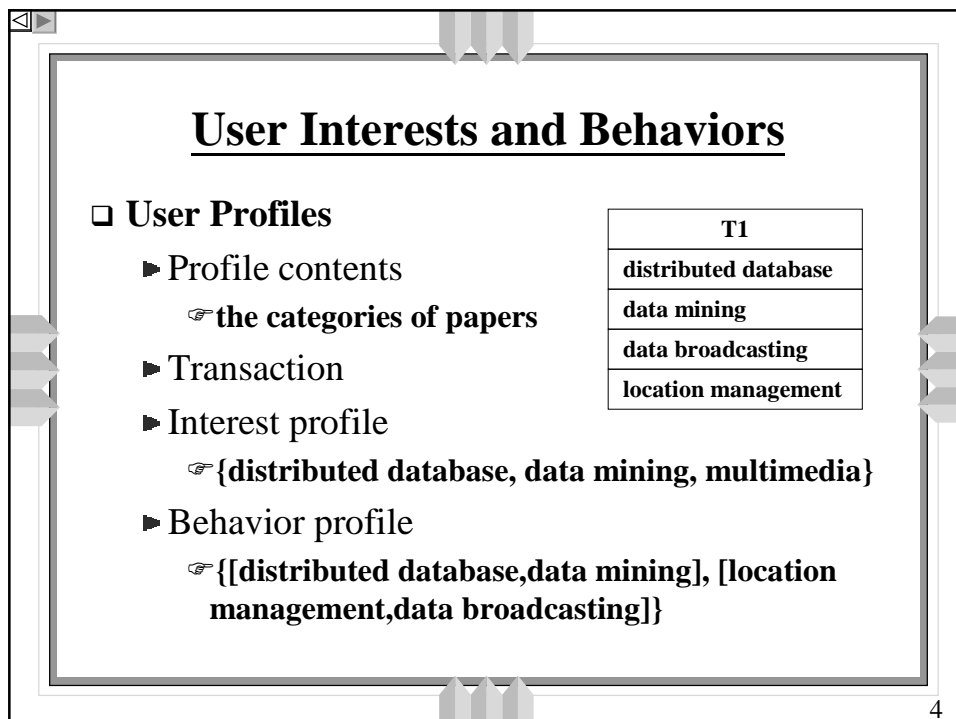 User Interests and Behaviors
User Profiles
Profile contents
the categories of papers
Transaction
Interest profile
{distributed database, data mining, multimedia}
Behavior profile
{[distributed database,data mining], [location
management,data broadcasting]}
T1
distributed database
data mining
data broadcasting
location management
4